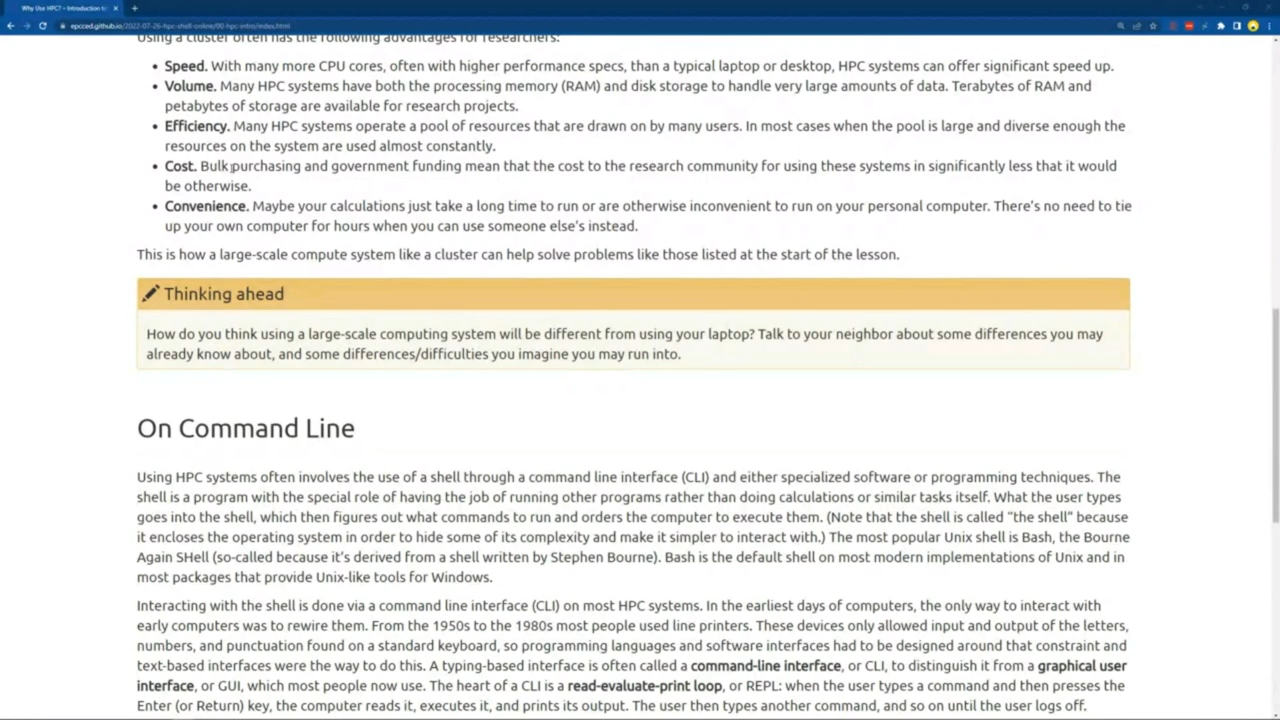 Why Use HPC? – Introduction to
epcced.github.io/2022-07-26-hpc-shell-online/00-hpc-intro/index.html
Using a cluster often has the following advantages for researchers:
• Speed. With many more CPU cores, often with higher performance specs, than a typical laptop or desktop, HPC systems can offer significant speed up.
• Volume. Many HPC systems have both the processing memory (RAM) and disk storage to handle very large amounts of data. Terabytes of RAM and
petabytes of storage are available for research projects.
• Efficiency. Many HPC systems operate a pool of resources that are drawn on by many users. In most cases when the pool is large and diverse enough the
resources on the system are used almost constantly.
• Cost. Bulk purchasing and government funding mean that the cost to the research community for using these systems in significantly less that it would
be otherwise.
• Convenience. Maybe your calculations just take a long time to run or are otherwise inconvenient to run on your personal computer. There's no need to tie
up your own computer for hours when you can use someone else's instead.
This is how a large-scale compute system like a cluster can help solve problems like those listed at the start of the lesson.
Thinking ahead
How do you think using a large-scale computing system will be different from using your laptop? Talk to your neighbor about some differences you may
already know about, and some differences/difficulties you imagine you may run into.
On Command Line
Using HPC systems often involves the use of a shell through a command line interface (CLI) and either specialized software or programming techniques. The
shell is a program with the special role of having the job of running other programs rather than doing calculations or similar tasks itself. What the user types
goes into the shell, which then figures out what commands to run and orders the computer to execute them. (Note that the shell is called "the shell" because
it encloses the operating system in order to hide some of its complexity and make it simpler to interact with.) The most popular Unix shell is Bash, the Bourne
Again SHell (so-called because it's derived from a shell written by Stephen Bourne). Bash is the default shell on most modern implementations of Unix and in
most packages that provide Unix-like tools for Windows.
Interacting with the shell is done via a command line interface (CLI) on most HPC systems. In the earliest days of computers, the only way to interact with
early computers was to rewire them. From the 1950s to the 1980s most people used line printers. These devices only allowed input and output of the letters,
numbers, and punctuation found on a standard keyboard, so programming languages and software interfaces had to be designed around that constraint and
text-based interfaces were the way to do this. A typing-based interface is often called a command-line interface, or CLI, to distinguish it from a graphical user
interface, or GUI, which most people now use. The heart of a CLI is a read-evaluate-print loop, or REPL: when the user types a command and then presses the
Enter (or Return) key, the computer reads it, executes it, and prints its output. The user then types another command, and so on until the user logs off.